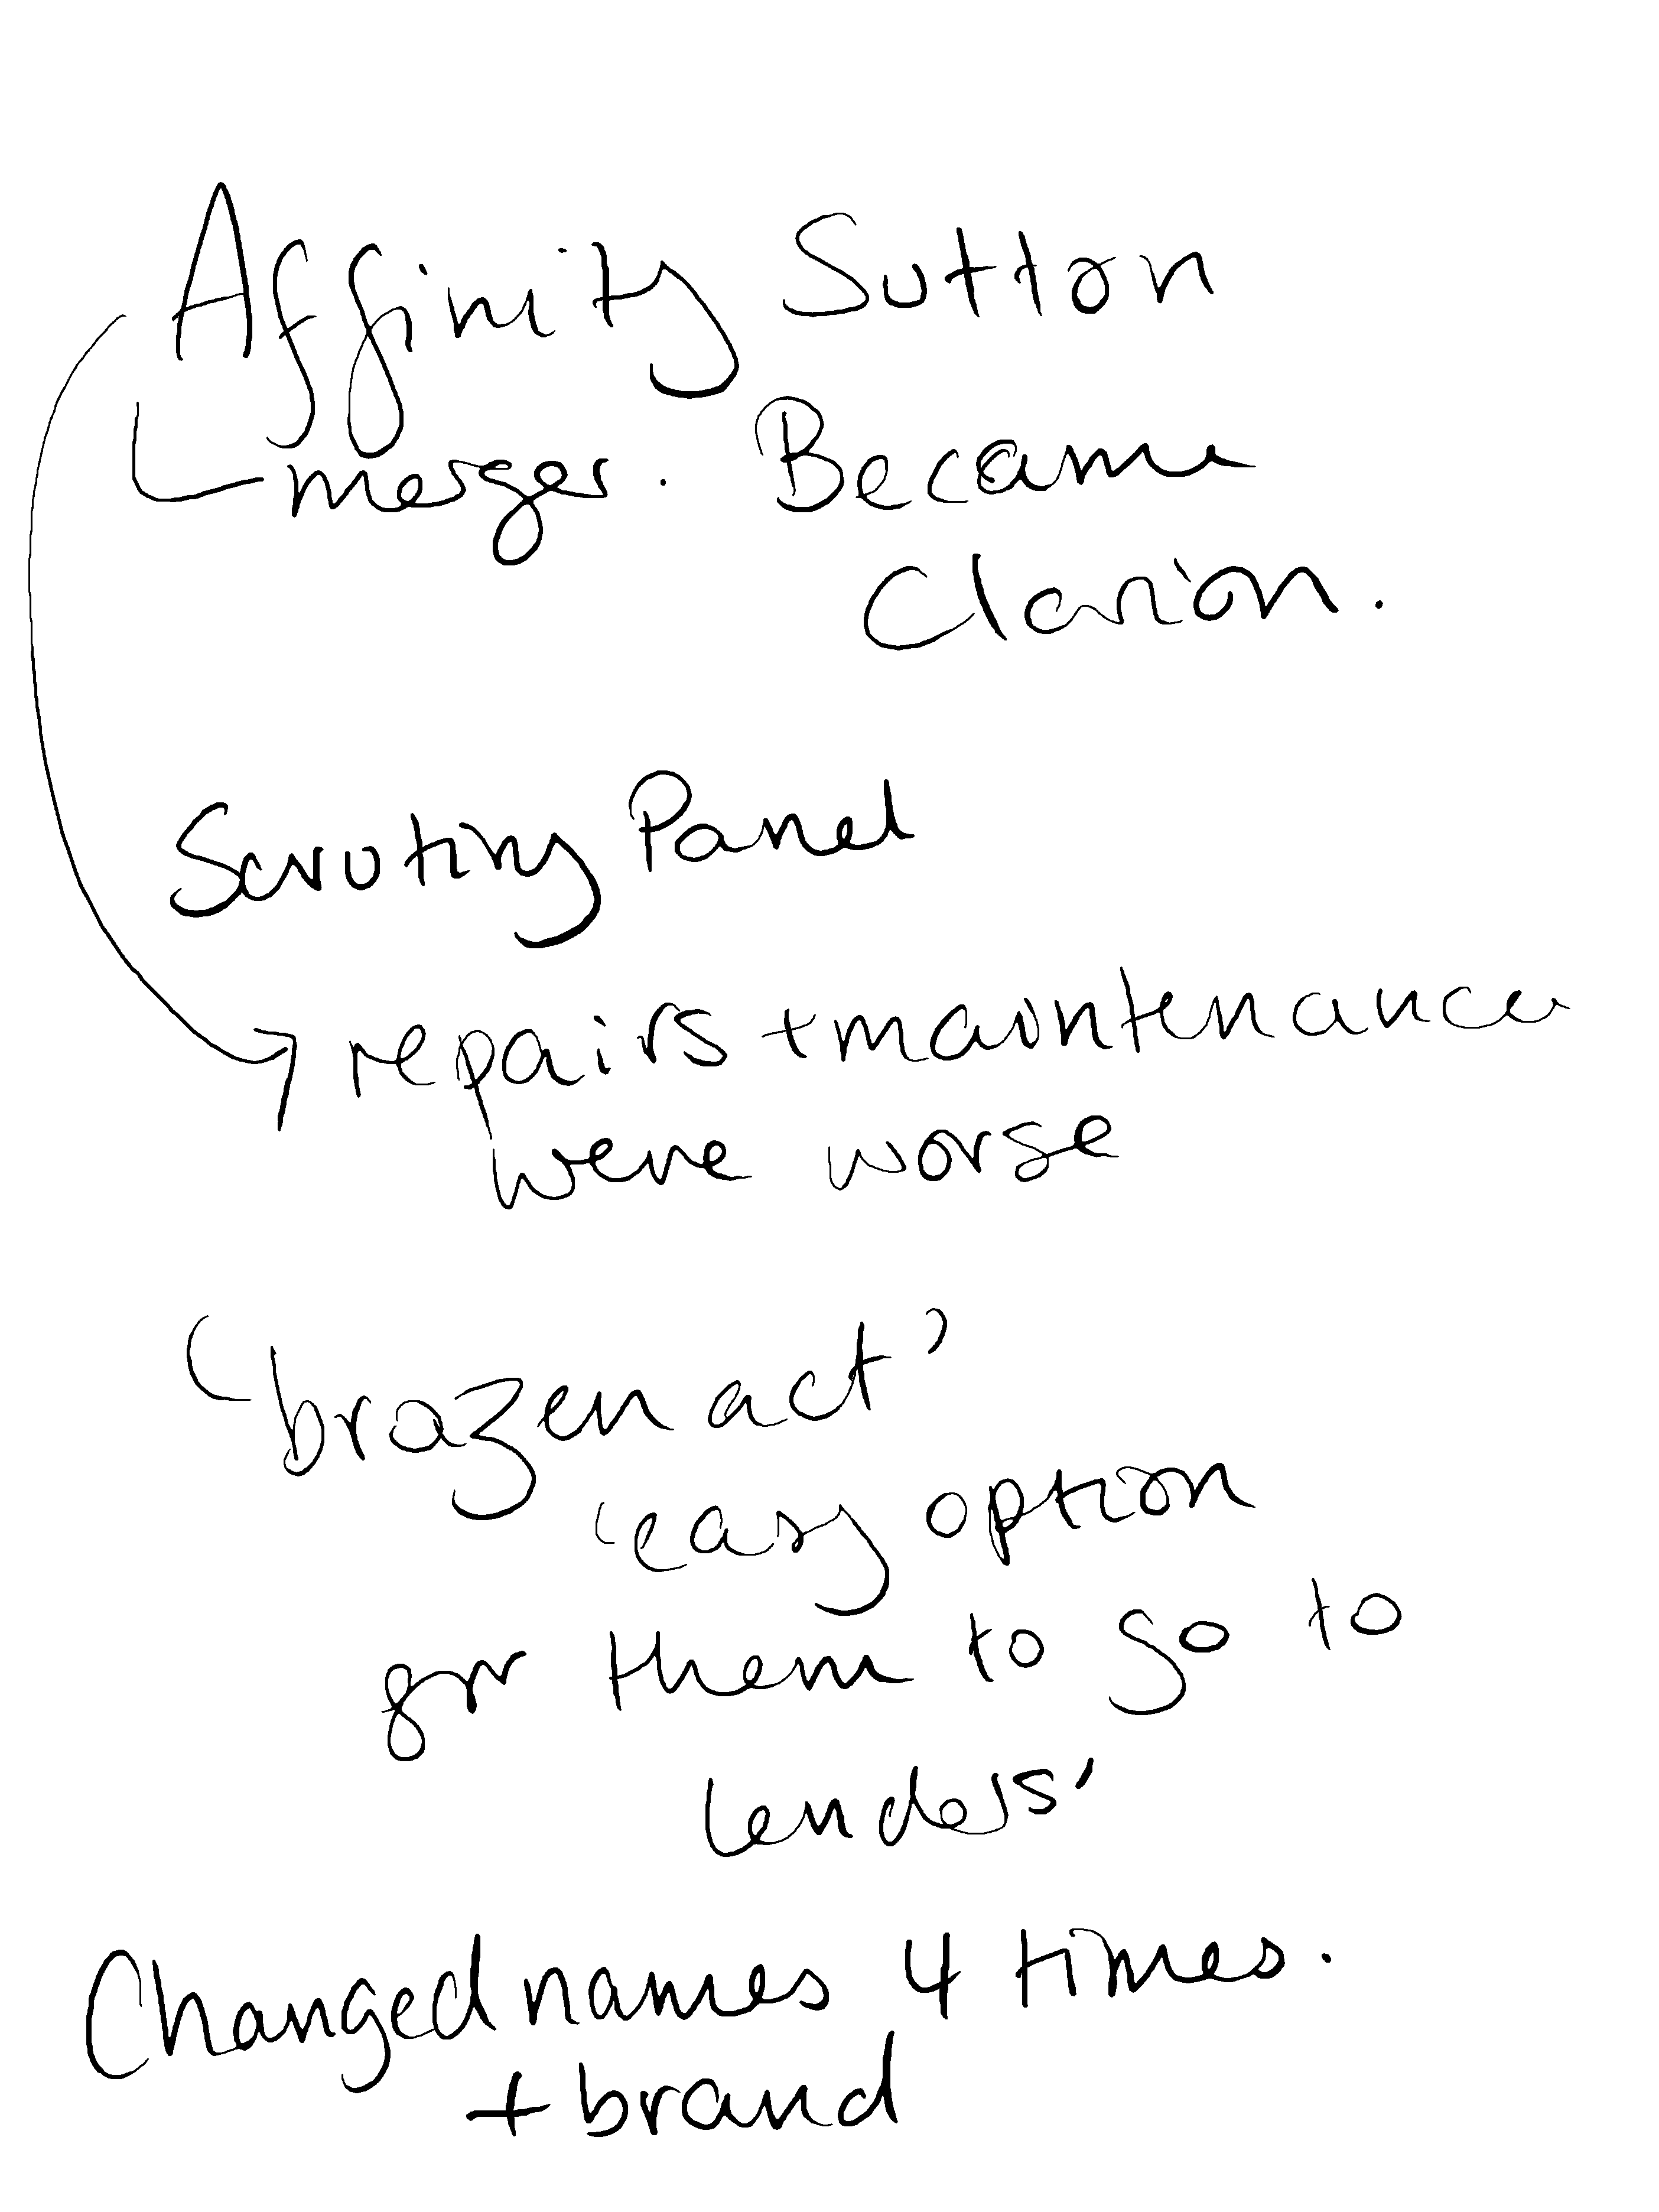 Affinity Sutton
merger. Became
Clarion.
Scrutiny Panel
repairs + maintenance
were worse
'brazen act'
'easy option
for them to go to
lenders'
Changed names 4 times.
+ brand